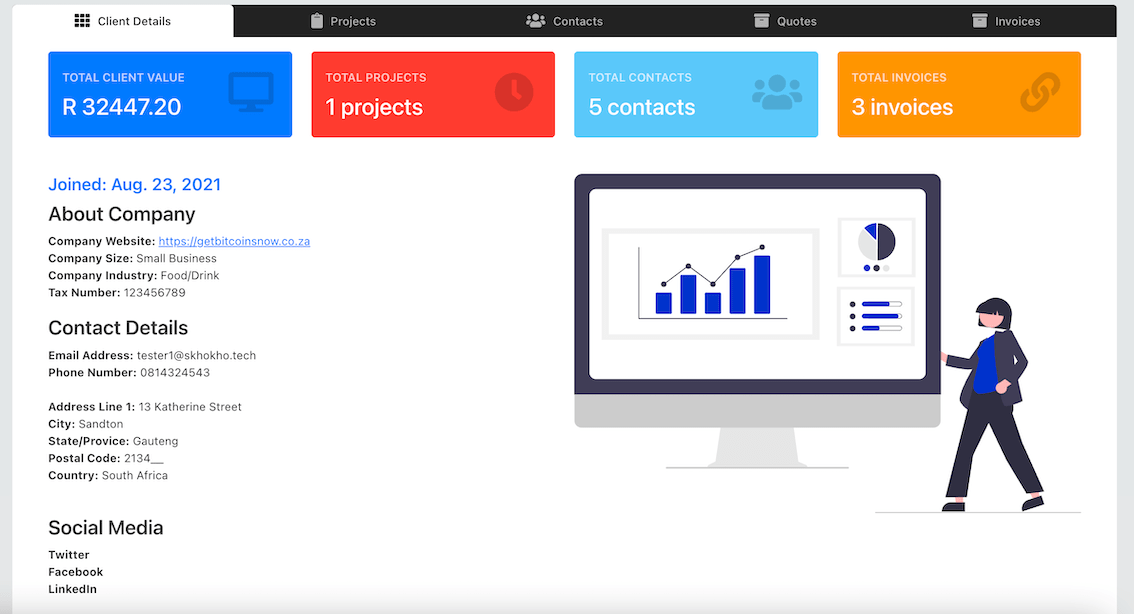 Client Details
Projects
Contacts
Quotes
Invoices
TOTAL CLIENT VALUE
R 32447.20
TOTAL PROJECTS
1 projects
TOTAL CONTACTS
5 contacts
TOTAL INVOICES
3 invoices
Joined: Aug. 23, 2021
About Company
Company Website: https://getbitcoinsnow.co.za
Company Size: Small Business
Company Industry: Food/Drink
Tax Number: 123456789
Contact Details
Email Address: tester1@skhokho.tech
Phone Number: 0814324543
Address Line 1: 13 Katherine Street
City: Sandton
State/Provice: Gauteng
Postal Code: 2134__
Country: South Africa
Social Media
Twitter
Facebook
LinkedIn